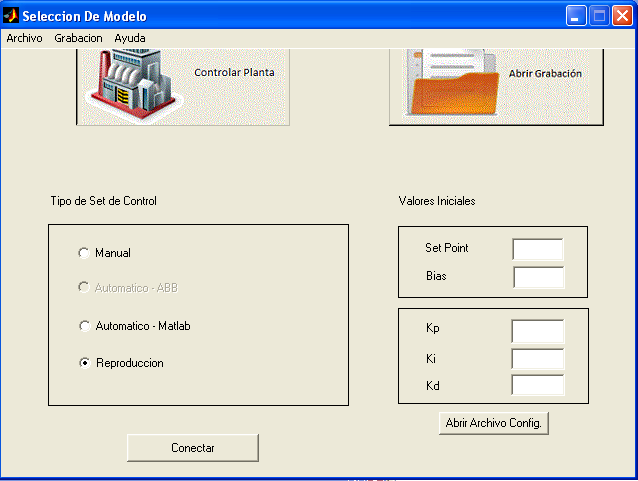 Seleccion De Modelo
Archivo Grabacion Ayuda
Controlar Planta
Abrir Grabación
Tipo de Set de Control
Valores Iniciales
Manual
Automatico - ABB
Automatico - Matlab
Reproduccion
Set Point
Bias
Kp
Ki
Kd
Abrir Archivo Config.
Conectar